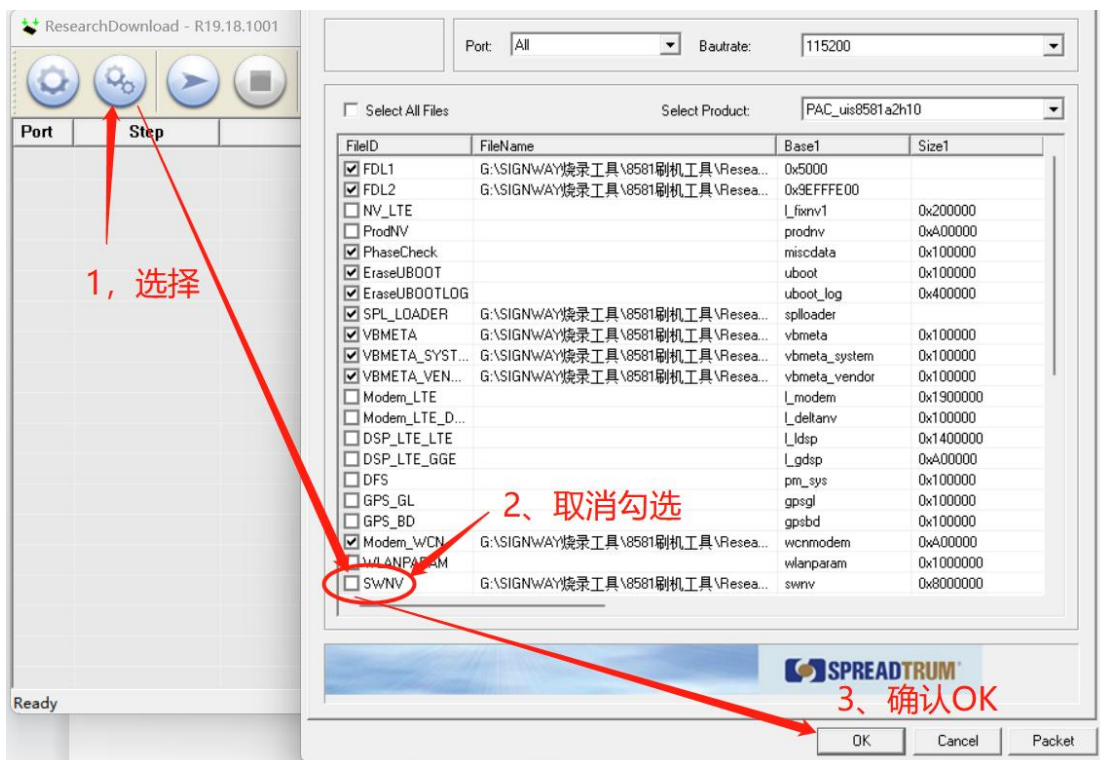 ResearchDownload - R19.18.1001
Port: All Bautrate: 115200
Select All Files Select Product: PAC_uis8581a2h10
Port Step
FileID FileName Base1 Size1
FDL1 G:\SIGNWAY烧录工具\8581刷机工具\Resea... 0x5000
FDL2 G:\SIGNWAY烧录工具\8581刷机工具\Resea... 0x9EFFFE00
NV_LTE l_fixnv1 0x200000
ProdNV prodnv 0xA00000
PhaseCheck miscdata 0x100000
EraseUBOOT uboot 0x100000
EraseUBOOTLOG uboot_log 0x400000
SPL_LOADER G:\SIGNWAY烧录工具\8581刷机工具\Resea... splloader
VBMETA G:\SIGNWAY烧录工具\8581刷机工具\Resea... vbmeta 0x100000
VBMETA_SYST... G:\SIGNWAY烧录工具\8581刷机工具\Resea... vbmeta_system 0x100000
VBMETA_VEN... G:\SIGNWAY烧录工具\8581刷机工具\Resea... vbmeta_vendor 0x100000
Modem_LTE l_modem 0x1900000
Modem_LTE_D... l_deltanv 0x100000
DSP_LTE_LTE l_ldsp 0x1400000
DSP_LTE_GGE l_gdsp 0xA00000
DFS pm_sys 0x100000
GPS_GL gpsgl 0x100000
GPS_BD gpsbd 0x100000
Modem_WCN G:\SIGNWAY烧录工具\8581刷机工具\Resea... wcnmodem 0xA00000
WLANPARAM wlanparam 0x1000000
SWNV G:\SIGNWAY烧录工具\8581刷机工具\Resea... swnv 0x8000000
1，选择
2、取消勾选
SPREADTRUM
3、确认OK
Ready
OK Cancel Packet